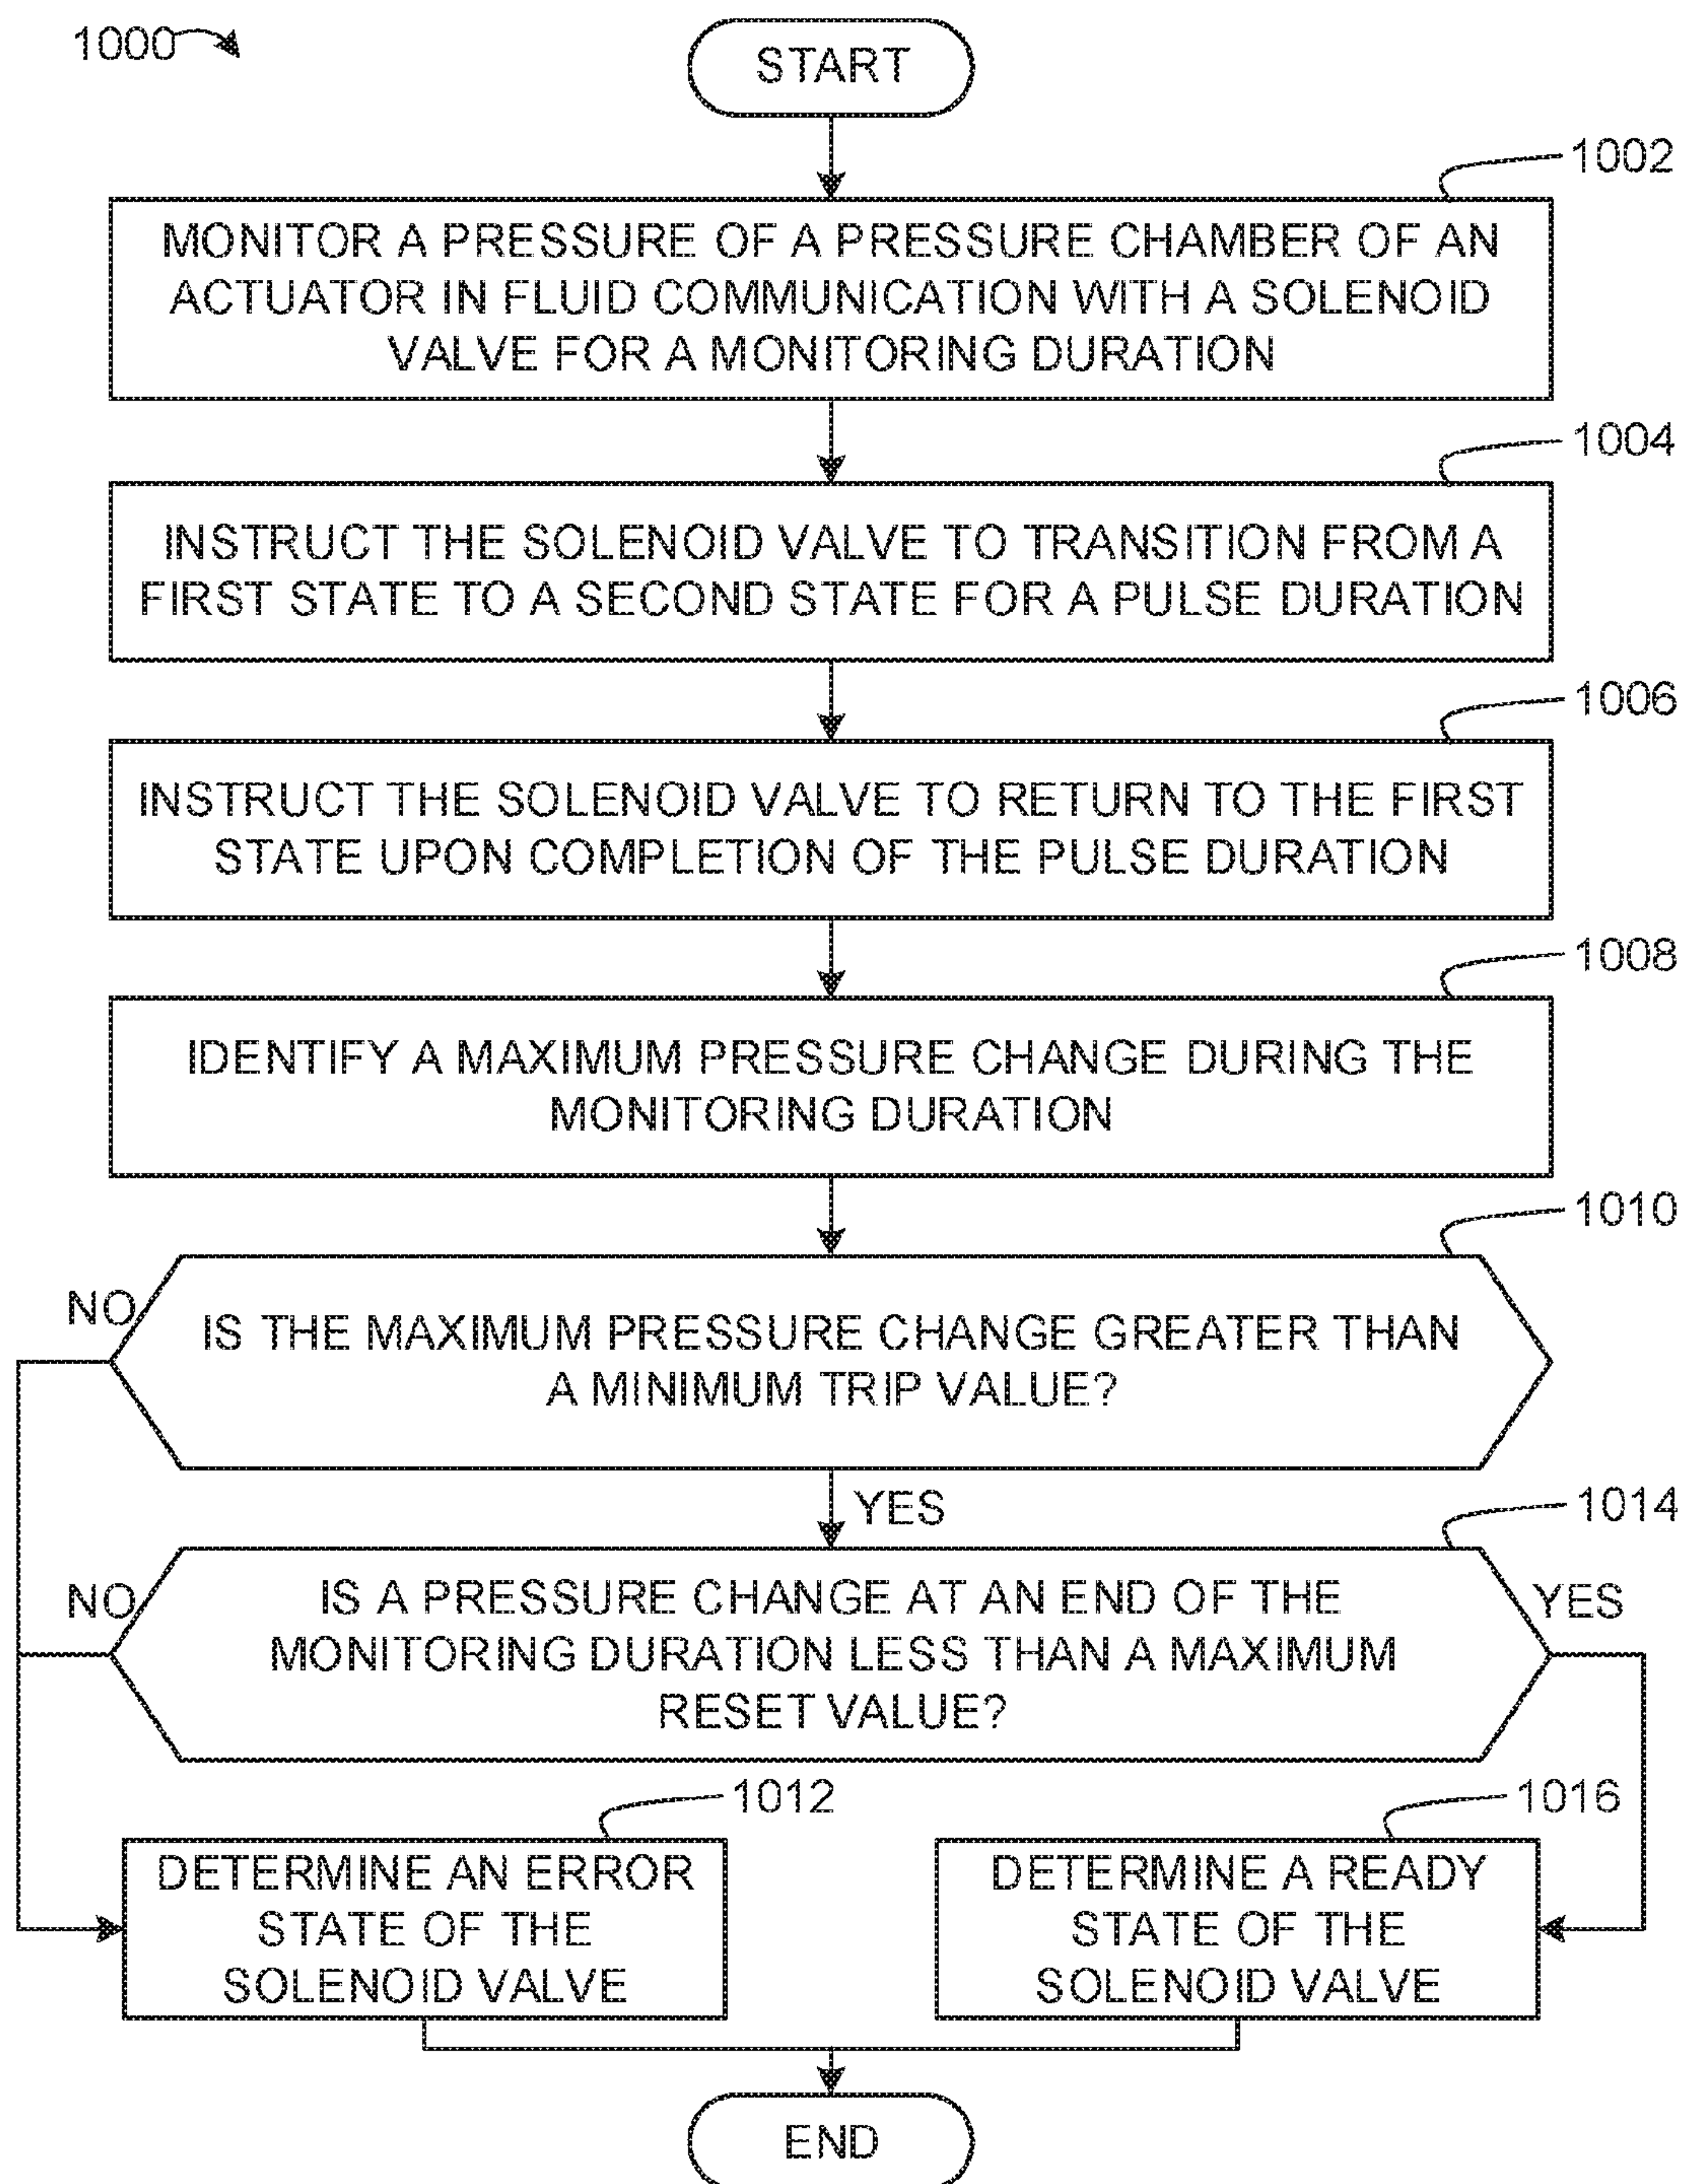 1000
START
1002
MONITOR A PRESSURE OF A PRESSURE CHAMBER OF AN
ACTUATOR IN FLUID COMMUNICATION WITH A SOLENOID
VALVE FOR A MONITORING DURATION
1004
INSTRUCT THE SOLENOID VALVE TO TRANSITION FROM A
FIRST STATE TO A SECOND STATE FOR A PULSE DURATION
1006
INSTRUCT THE SOLENOID VALVE TO RETURN TO THE FIRST
STATE UPON COMPLETION OF THE PULSE DURATION
1008
IDENTIFY A MAXIMUM PRESSURE CHANGE DURING THE
MONITORING DURATION
1010
NO
IS THE MAXIMUM PRESSURE CHANGE GREATER THAN
A MINIMUM TRIP VALUE?
YES
1014
NO
IS A PRESSURE CHANGE AT AN END OF THE
MONITORING DURATION LESS THAN A MAXIMUM
RESET VALUE?
YES
1012
DETERMINE AN ERROR
STATE OF THE
SOLENOID VALVE
1016
DETERMINE A READY
STATE OF THE
SOLENOID VALVE
END